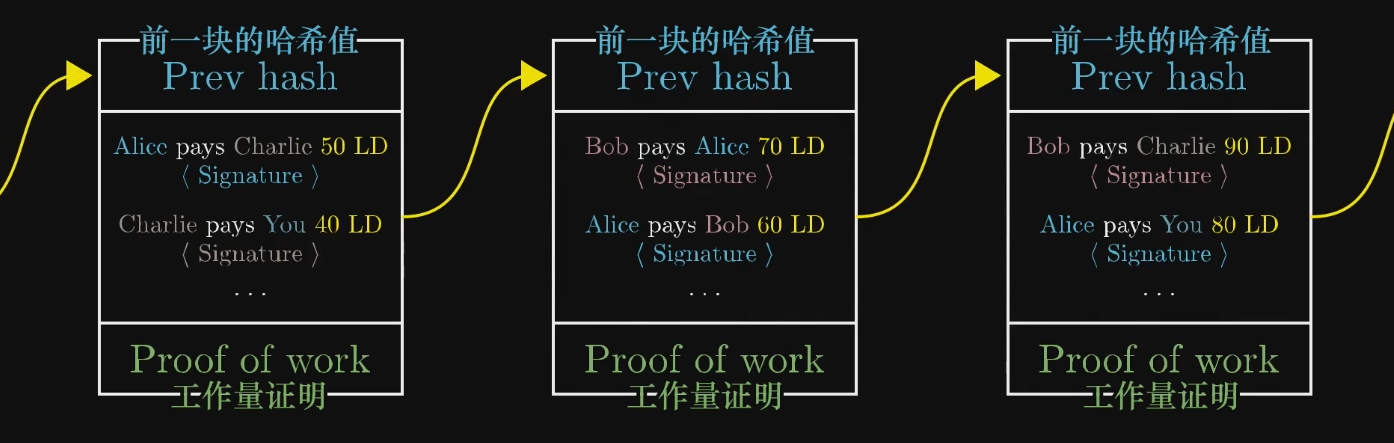 前一块的哈希值
Prev hash
Alice pays Charlie 50 LD
⟨ Signature ⟩
Charlie pays You 40 LD
⟨ Signature ⟩
...
Proof of work
工作量证明
前一块的哈希值
Prev hash
Bob pays Alice 70 LD
⟨ Signature ⟩
Alice pays Bob 60 LD
⟨ Signature ⟩
...
Proof of work
工作量证明
前一块的哈希值
Prev hash
Bob pays Charlie 90 LD
⟨ Signature ⟩
Alice pays You 80 LD
⟨ Signature ⟩
...
Proof of work
工作量证明